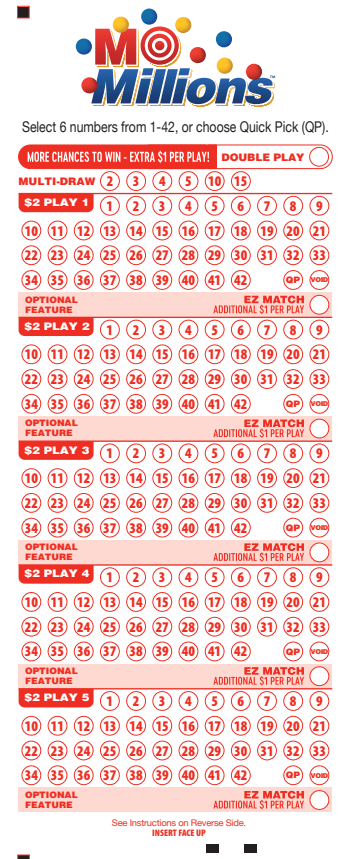 MO
Millions™
Select 6 numbers from 1-42, or choose Quick Pick (QP).
MORE CHANCES TO WIN - EXTRA $1 PER PLAY! DOUBLE PLAY
MULTI-DRAW 2 3 4 5 10 15
$2 PLAY 1 1 2 3 4 5 6 7 8 9
10 11 12 13 14 15 16 17 18 19 20 21
22 23 24 25 26 27 28 29 30 31 32 33
34 35 36 37 38 39 40 41 42 QP VOID
OPTIONAL EZ MATCH
FEATURE ADDITIONAL $1 PER PLAY
$2 PLAY 2 1 2 3 4 5 6 7 8 9
10 11 12 13 14 15 16 17 18 19 20 21
22 23 24 25 26 27 28 29 30 31 32 33
34 35 36 37 38 39 40 41 42 QP VOID
OPTIONAL EZ MATCH
FEATURE ADDITIONAL $1 PER PLAY
$2 PLAY 3 1 2 3 4 5 6 7 8 9
10 11 12 13 14 15 16 17 18 19 20 21
22 23 24 25 26 27 28 29 30 31 32 33
34 35 36 37 38 39 40 41 42 QP VOID
OPTIONAL EZ MATCH
FEATURE ADDITIONAL $1 PER PLAY
$2 PLAY 4 1 2 3 4 5 6 7 8 9
10 11 12 13 14 15 16 17 18 19 20 21
22 23 24 25 26 27 28 29 30 31 32 33
34 35 36 37 38 39 40 41 42 QP VOID
OPTIONAL EZ MATCH
FEATURE ADDITIONAL $1 PER PLAY
$2 PLAY 5 1 2 3 4 5 6 7 8 9
10 11 12 13 14 15 16 17 18 19 20 21
22 23 24 25 26 27 28 29 30 31 32 33
34 35 36 37 38 39 40 41 42 QP VOID
OPTIONAL EZ MATCH
FEATURE ADDITIONAL $1 PER PLAY
See Instructions on Reverse Side.
INSERT FACE UP